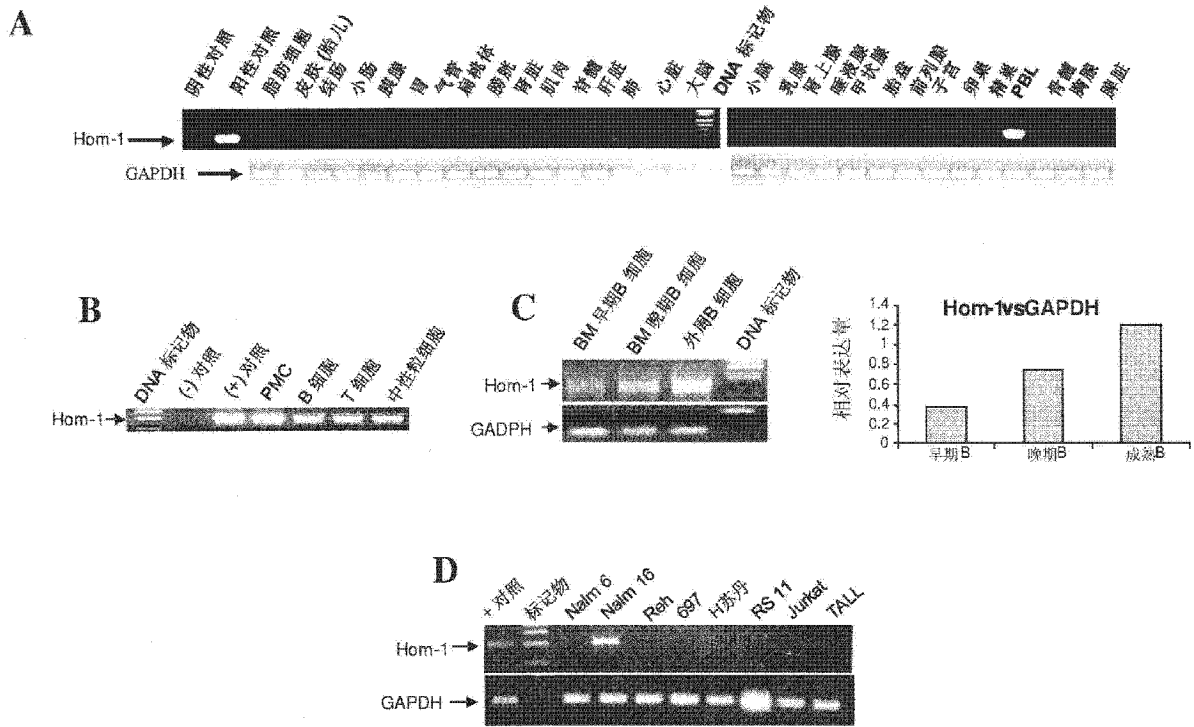 A
阴性对照
阳性对照
脂肪细胞
皮肤(胎儿)
结肠
小肠
胰腺
胃
气管
扁桃体
膀胱
肾脏
肌肉
脊髓
肝脏
肺
心脏
大脑
DNA 标记物
小脑
乳腺
肾上腺
唾液腺
甲状腺
胎盘
前列腺
子宫
卵巢
精巢
PBL
骨髓
胸腺
脾脏
Hom-1
GAPDH
B
DNA 标记物
(-) 对照
(+) 对照
PMC
B 细胞
T 细胞
中性粒细胞
Hom-1
C
BM 早期B 细胞
BM 晚期B 细胞
外周B 细胞
DNA 标记物
Hom-1
GADPH
Hom-1vsGAPDH
相对表达量
1.4
1.2
1
0.8
0.6
0.4
0.2
0
早期B
晚期B
成熟B
D
+ 对照
标记物
Nalm 6
Nalm 16
Reh
697
H苏丹
RS 11
Jurkat
TALL
Hom-1
GAPDH